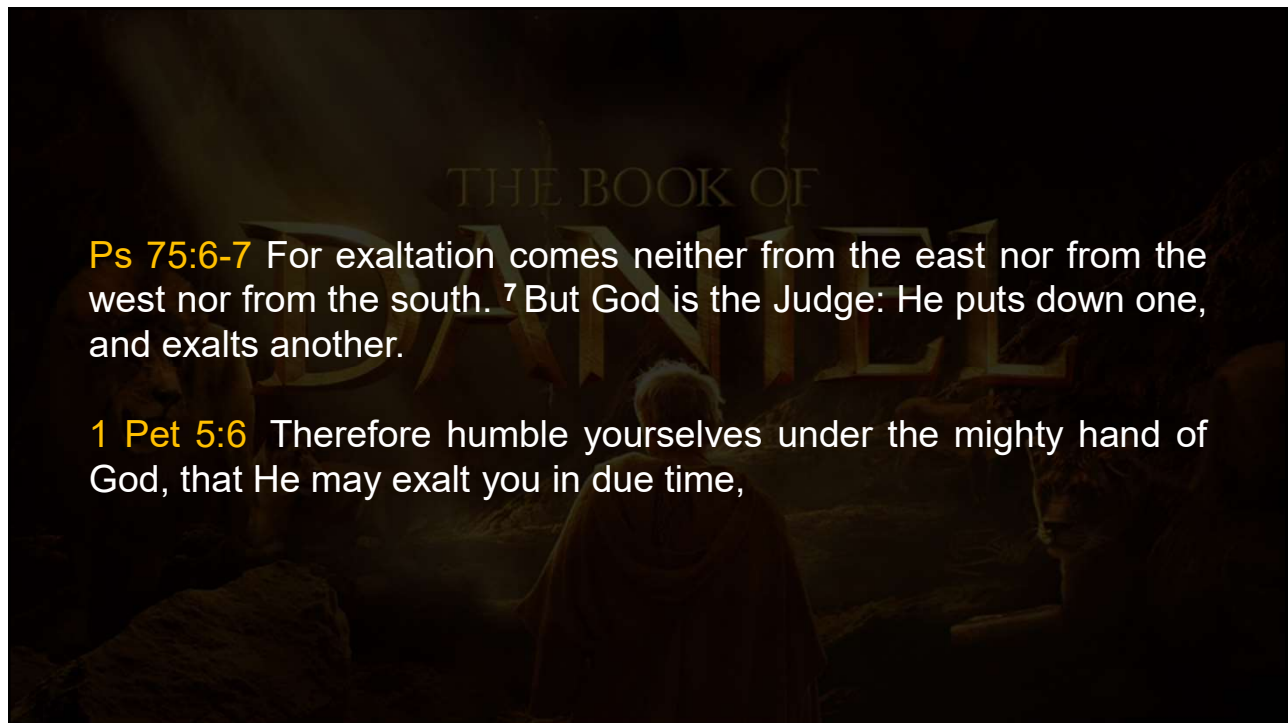 THE BOOK OF
DANIEL
Ps 75:6-7 For exaltation comes neither from the east nor from the
west nor from the south. ⁷ But God is the Judge: He puts down one,
and exalts another.
1 Pet 5:6 Therefore humble yourselves under the mighty hand of
God, that He may exalt you in due time,